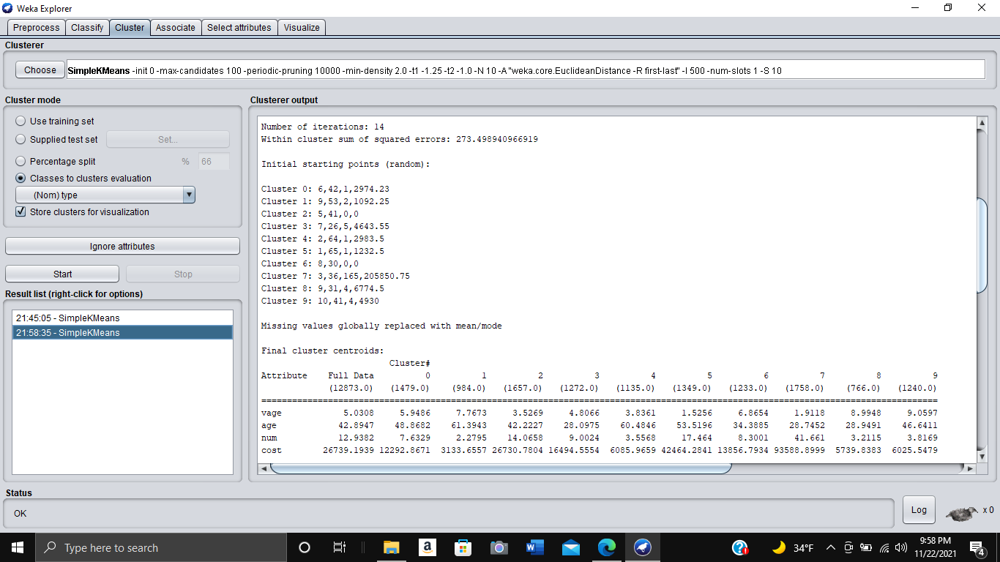 Weka Explorer
Preprocess Classify Cluster Associate Select attributes Visualize
Clusterer
Choose SimpleKMeans -init 0 -max-candidates 100 -periodic-pruning 10000 -min-density 2.0 -t1 -1.25 -t2 -1.0 -N 10 -A "weka.core.EuclideanDistance -R first-last" -I 500 -num-slots 1 -S 10
Cluster mode
Use training set
Supplied test set Set...
Percentage split % 66
Classes to clusters evaluation
(Nom) type
Store clusters for visualization
Ignore attributes
Start Stop
Result list (right-click for options)
21:45:05 - SimpleKMeans
21:58:35 - SimpleKMeans
Clusterer output
Number of iterations: 14
Within cluster sum of squared errors: 273.498940966919
Initial starting points (random):
Cluster 0: 6,42,1,2974.23
Cluster 1: 9,53,2,1092.25
Cluster 2: 5,41,0,0
Cluster 3: 7,26,5,4643.55
Cluster 4: 2,64,1,2983.5
Cluster 5: 1,65,1,1232.5
Cluster 6: 8,30,0,0
Cluster 7: 3,36,165,205850.75
Cluster 8: 9,31,4,6774.5
Cluster 9: 10,41,4,4930
Missing values globally replaced with mean/mode
Final cluster centroids:
Cluster#
Attribute Full Data 0 1 2 3 4 5 6 7 8 9
(12873.0) (1479.0) (984.0) (1657.0) (1272.0) (1135.0) (1349.0) (1233.0) (1758.0) (766.0) (1240.0)
====================================================================================================================================
vage 5.0308 5.9486 7.7673 3.5269 4.8066 3.8361 1.5256 6.8654 1.9118 8.9948 9.0597
age 42.8947 48.8682 61.3943 42.2227 28.0975 60.4846 53.5196 34.3885 28.7452 28.9491 46.6411
num 12.9382 7.6329 2.2795 14.0658 9.0024 3.5568 17.464 8.3001 41.661 3.2115 3.8169
cost 26739.1939 12292.8671 3133.6557 26730.7804 16494.5554 6085.9659 42464.2841 13856.7934 93588.8999 5739.8383 6025.5479
Status
OK
Log
x 0
Type here to search
34°F
9:58 PM
11/22/2021
4